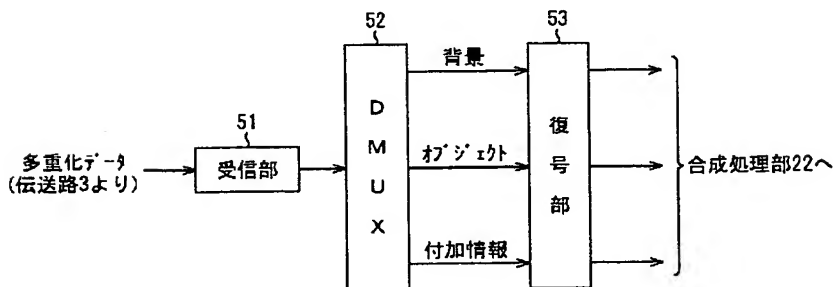 52
53
背景
51
DMUX
復号部
多重化データ
(伝送路3より)
受信部
オブジェクト
合成処理部22へ
付加情報